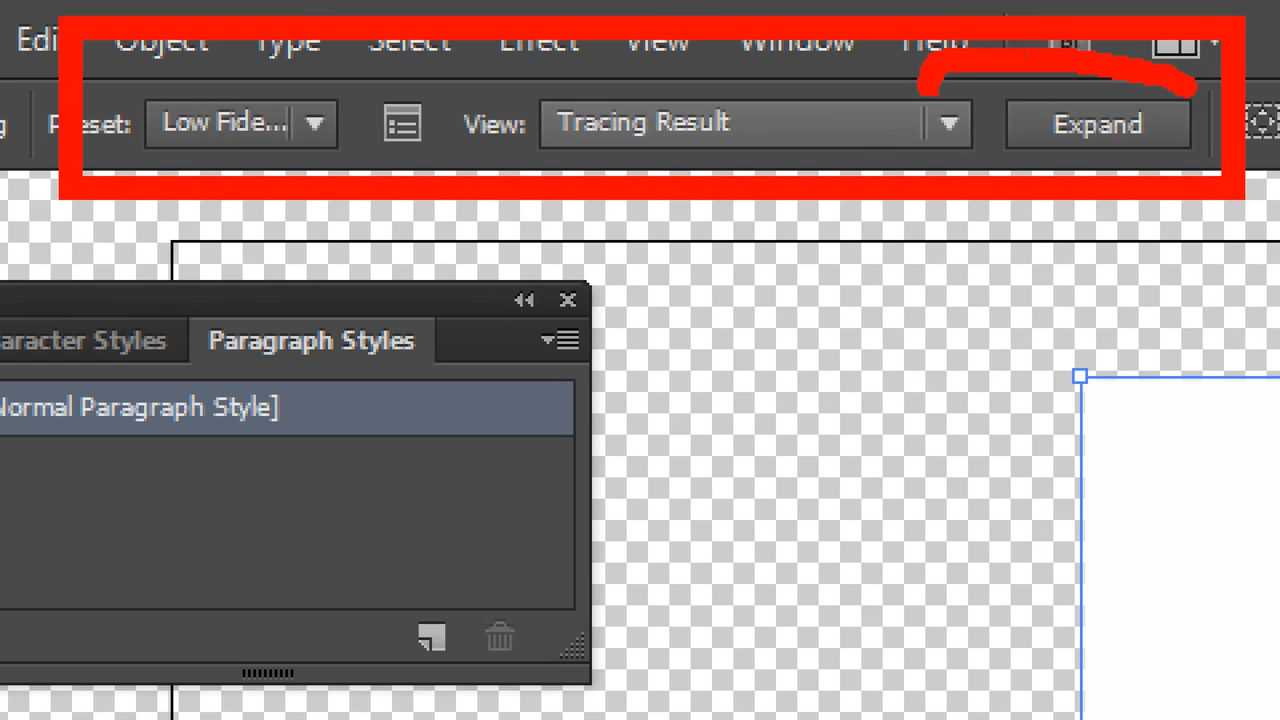 Edi Object Type Select Effect View Window Help
g Preset: Low Fide... View: Tracing Result Expand
aracter Styles Paragraph Styles
Normal Paragraph Style]